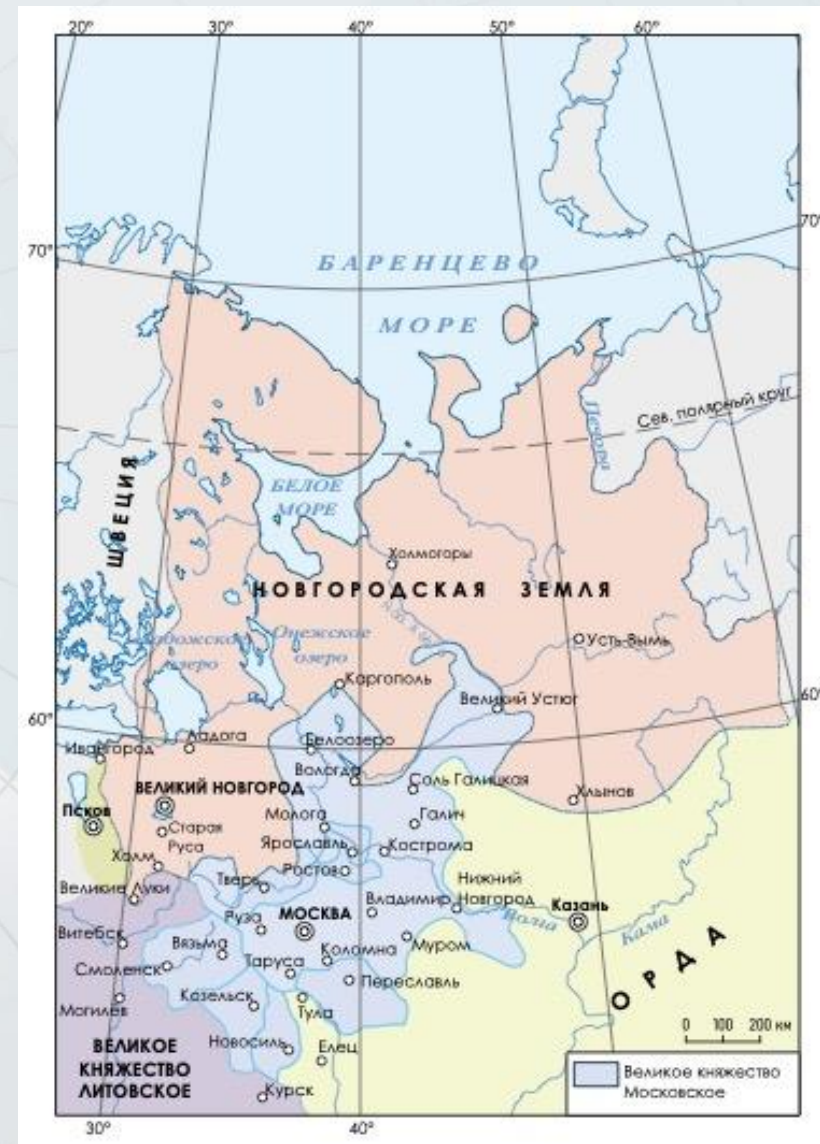 20° 30° 40° 50° 60°
70°
70°
БАРЕНЦЕВО
МОРЕ
Сев. полярный круг
Печора
ШВЕЦИЯ
БЕЛОЕ
МОРЕ
Холмогоры
НОВГОРОДСКАЯ ЗЕМЛЯ
Онежское
озеро
озеро
Усть-Вымь
Каргополь
Великий Устюг
60°
60°
Ладога
Белоозеро
Ивангород
Вологда
ВЕЛИКИЙ НОВГОРОД
Соль Галицкая
Хлынов
Псков
Молога
Галич
Старая
Русса
Ярославль
Кострома
Холм
Ростов
Нижний
Новгород
Великие Луки
Тверь
Владимир
Казань
Руза
МОСКВА
Волга
Кама
Витебск
Вязьма
Коломна
Муром
Смоленск
Таруса
Переславль
ОРДА
Могилев
Козельск
Тула
0 100 200 км
ВЕЛИКОЕ
КНЯЖЕСТВО
ЛИТОВСКОЕ
Новосиль
Елец
Курск
Великое княжество
Московское
30° 40°